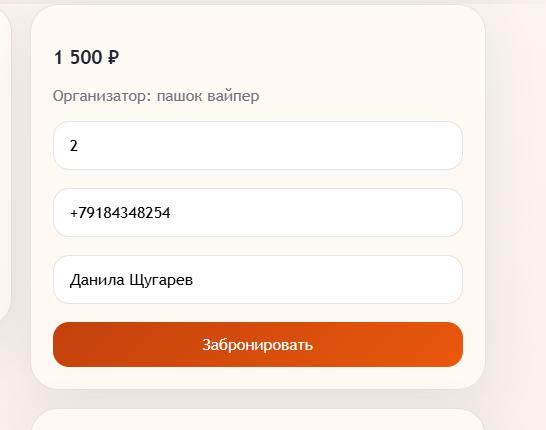 1 500 ₽
Организатор: пашок вайпер
2
+79184348254
Данила Щугарев
Забронировать